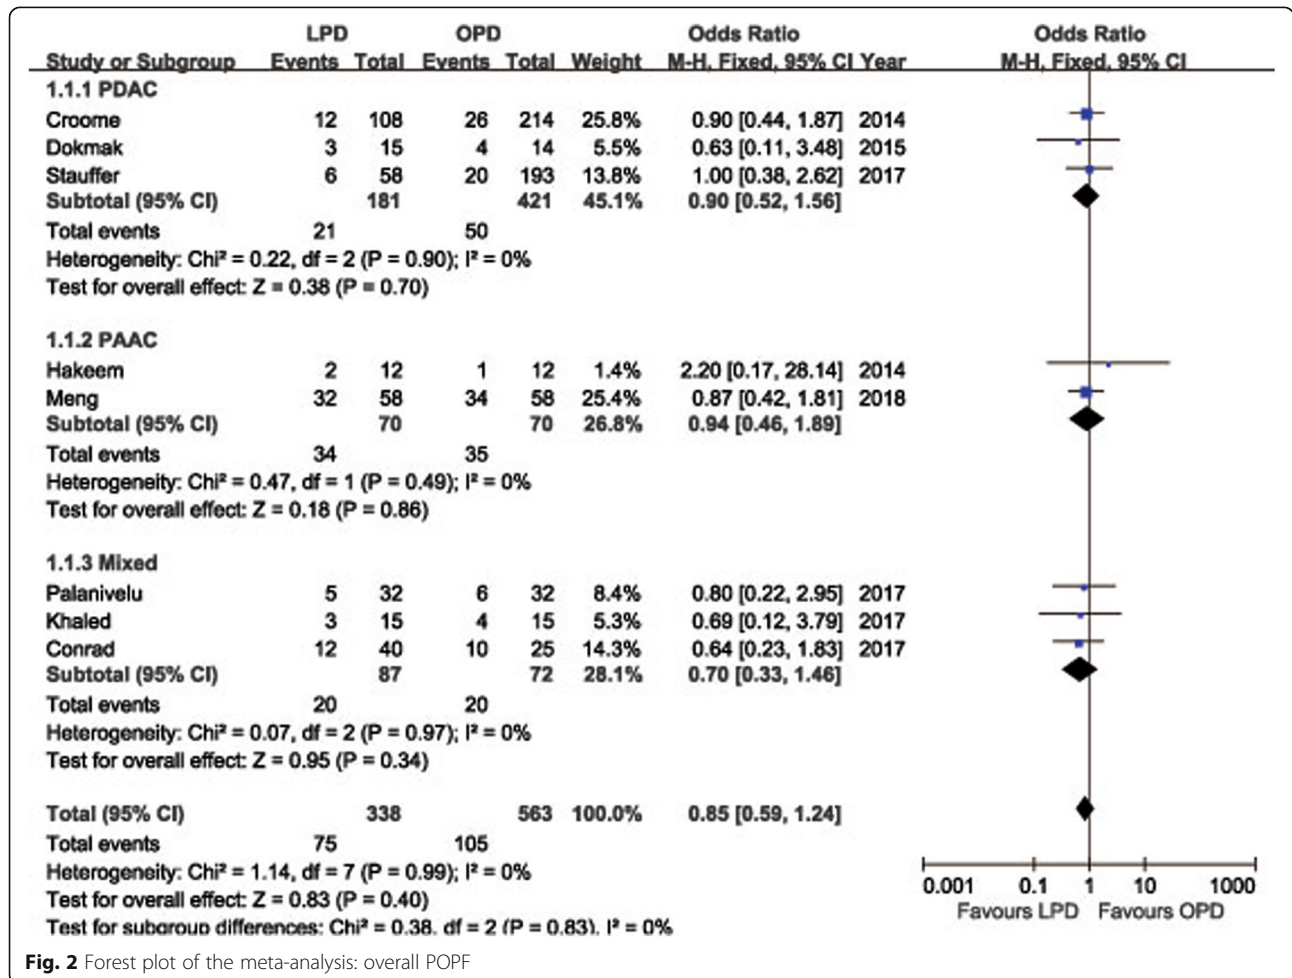 LPD OPD Odds Ratio Odds Ratio
Study or Subgroup Events Total Events Total Weight M-H, Fixed, 95% CI Year M-H, Fixed, 95% CI
1.1.1 PDAC
Croome 12 108 26 214 25.8% 0.90 [0.44, 1.87] 2014
Dokmak 3 15 4 14 5.5% 0.63 [0.11, 3.48] 2015
Stauffer 6 58 20 193 13.8% 1.00 [0.38, 2.62] 2017
Subtotal (95% CI) 181 421 45.1% 0.90 [0.52, 1.56]
Total events 21 50
Heterogeneity: Chi² = 0.22, df = 2 (P = 0.90); I² = 0%
Test for overall effect: Z = 0.38 (P = 0.70)
1.1.2 PAAC
Hakeem 2 12 1 12 1.4% 2.20 [0.17, 28.14] 2014
Meng 32 58 34 58 25.4% 0.87 [0.42, 1.81] 2018
Subtotal (95% CI) 70 70 26.8% 0.94 [0.46, 1.89]
Total events 34 35
Heterogeneity: Chi² = 0.47, df = 1 (P = 0.49); I² = 0%
Test for overall effect: Z = 0.18 (P = 0.86)
1.1.3 Mixed
Palanivelu 5 32 6 32 8.4% 0.80 [0.22, 2.95] 2017
Khaled 3 15 4 15 5.3% 0.69 [0.12, 3.79] 2017
Conrad 12 40 10 25 14.3% 0.64 [0.23, 1.83] 2017
Subtotal (95% CI) 87 72 28.1% 0.70 [0.33, 1.46]
Total events 20 20
Heterogeneity: Chi² = 0.07, df = 2 (P = 0.97); I² = 0%
Test for overall effect: Z = 0.95 (P = 0.34)
Total (95% CI) 338 563 100.0% 0.85 [0.59, 1.24]
Total events 75 105
Heterogeneity: Chi² = 1.14, df = 7 (P = 0.99); I² = 0%
Test for overall effect: Z = 0.83 (P = 0.40)
Test for subgroup differences: Chi² = 0.38, df = 2 (P = 0.83), I² = 0%
0.001 0.1 1 10 1000
Favours LPD Favours OPD
Fig. 2 Forest plot of the meta-analysis: overall POPF